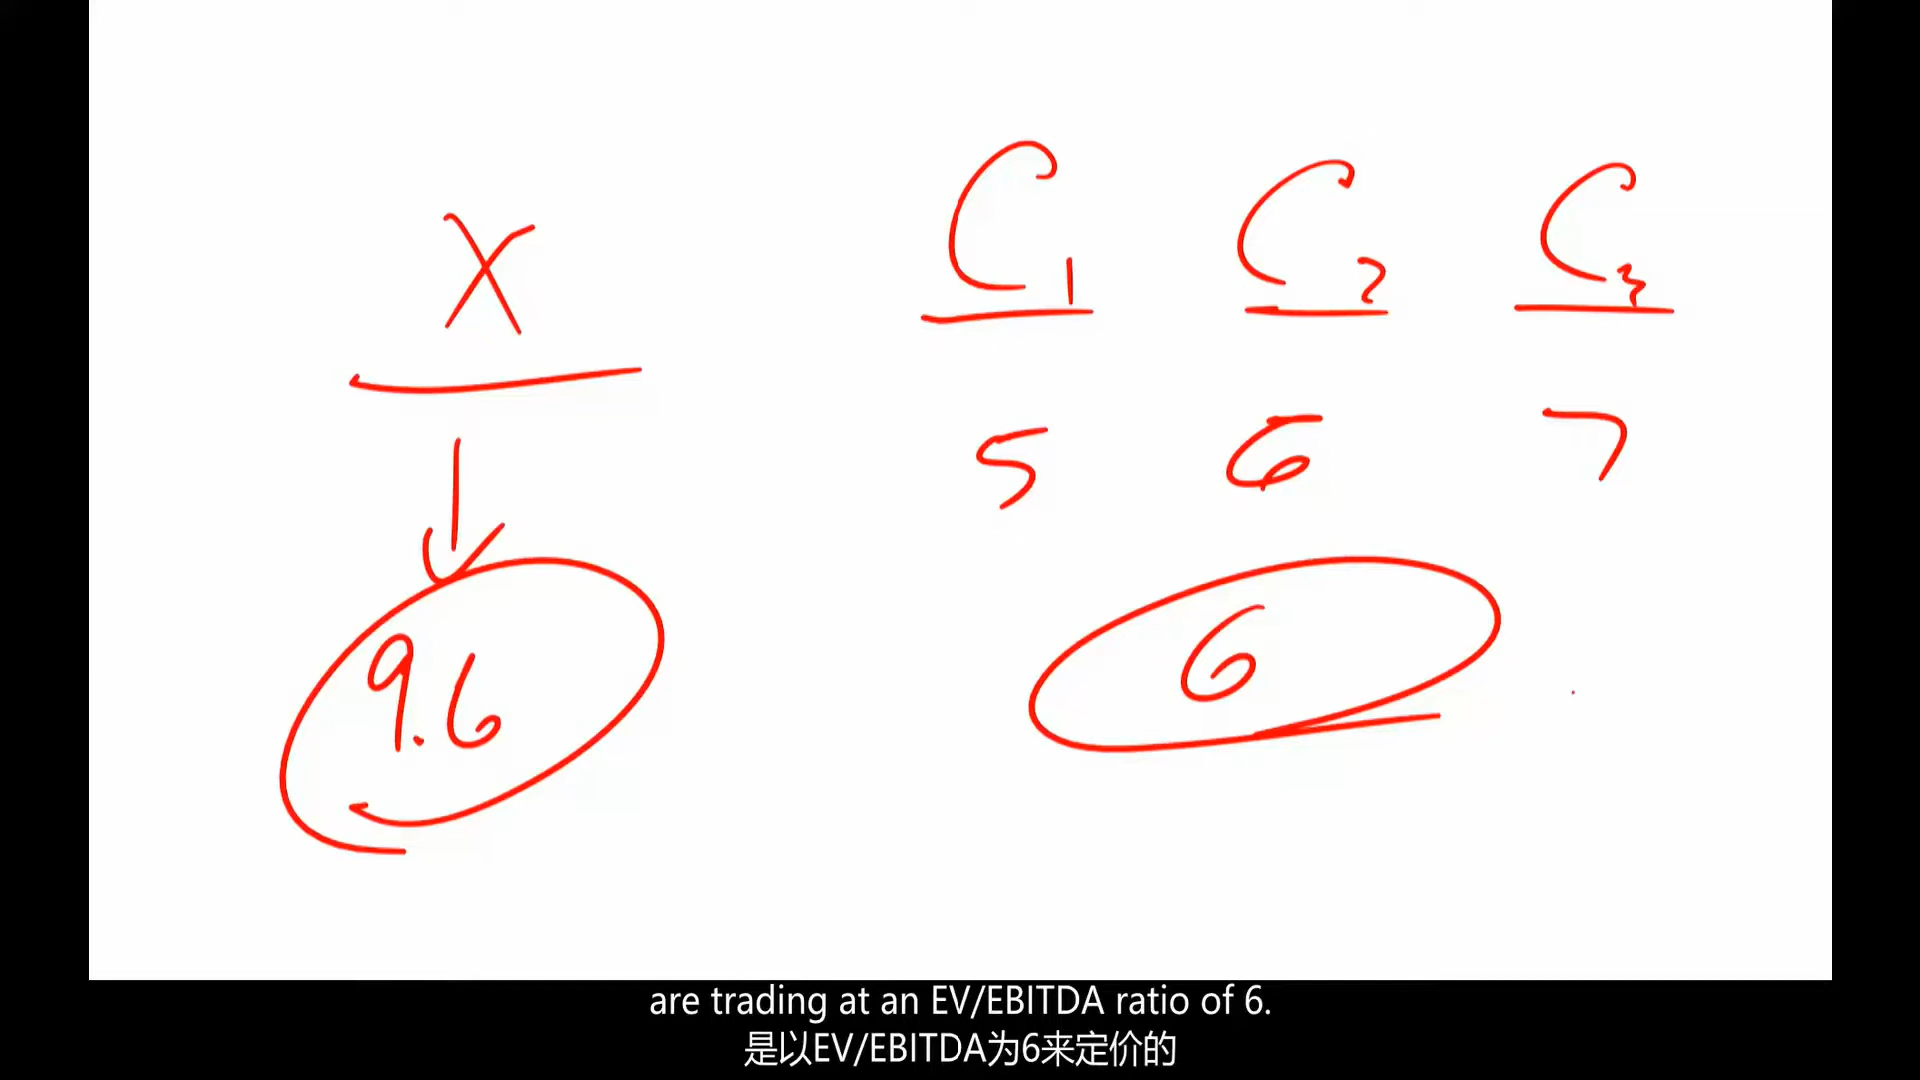 X C1 C2 C3
5 6 7
9.6 6
are trading at an EV/EBITDA ratio of 6.
是以EV/EBITDA为6来定价的